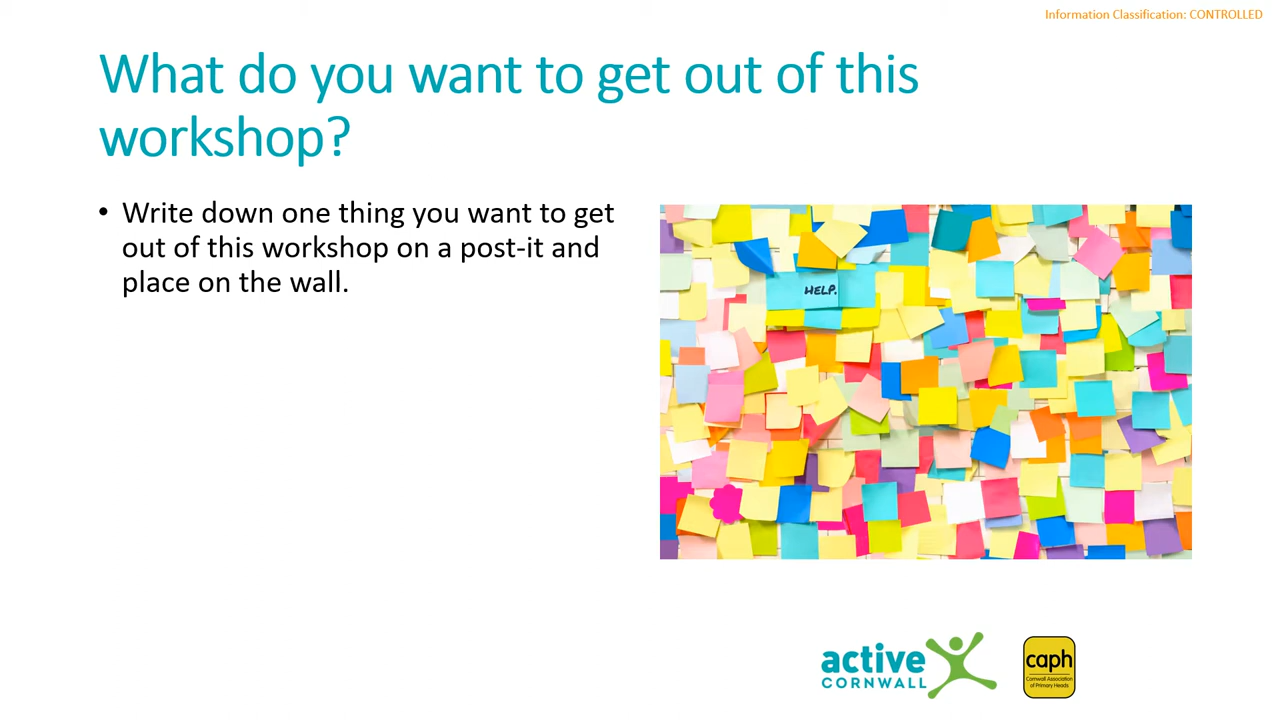 Information Classification: CONTROLLED
What do you want to get out of this
workshop?
• Write down one thing you want to get
out of this workshop on a post-it and
place on the wall.
HELP.
active
CORNWALL
caph
Cornwall Association
of Primary Heads